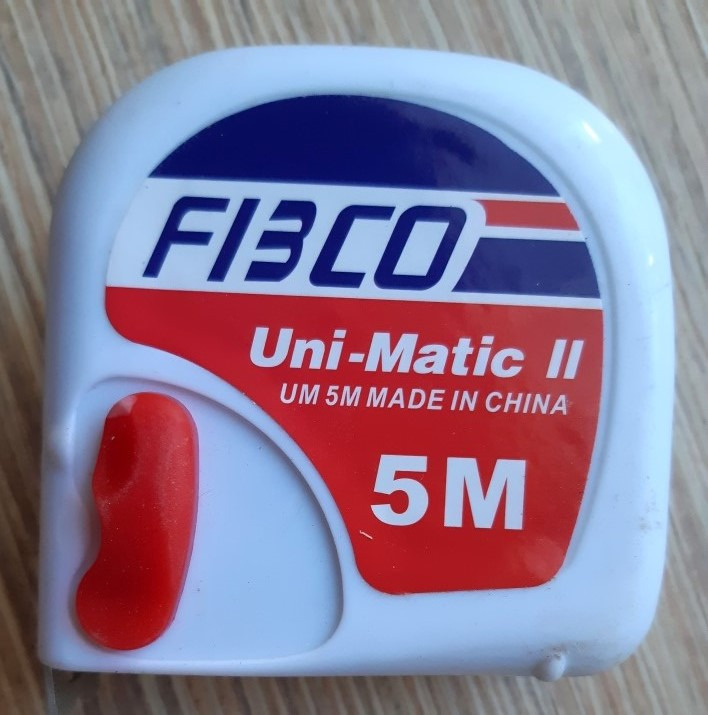 FIBCO
Uni-Matic II
UM 5M MADE IN CHINA
5M